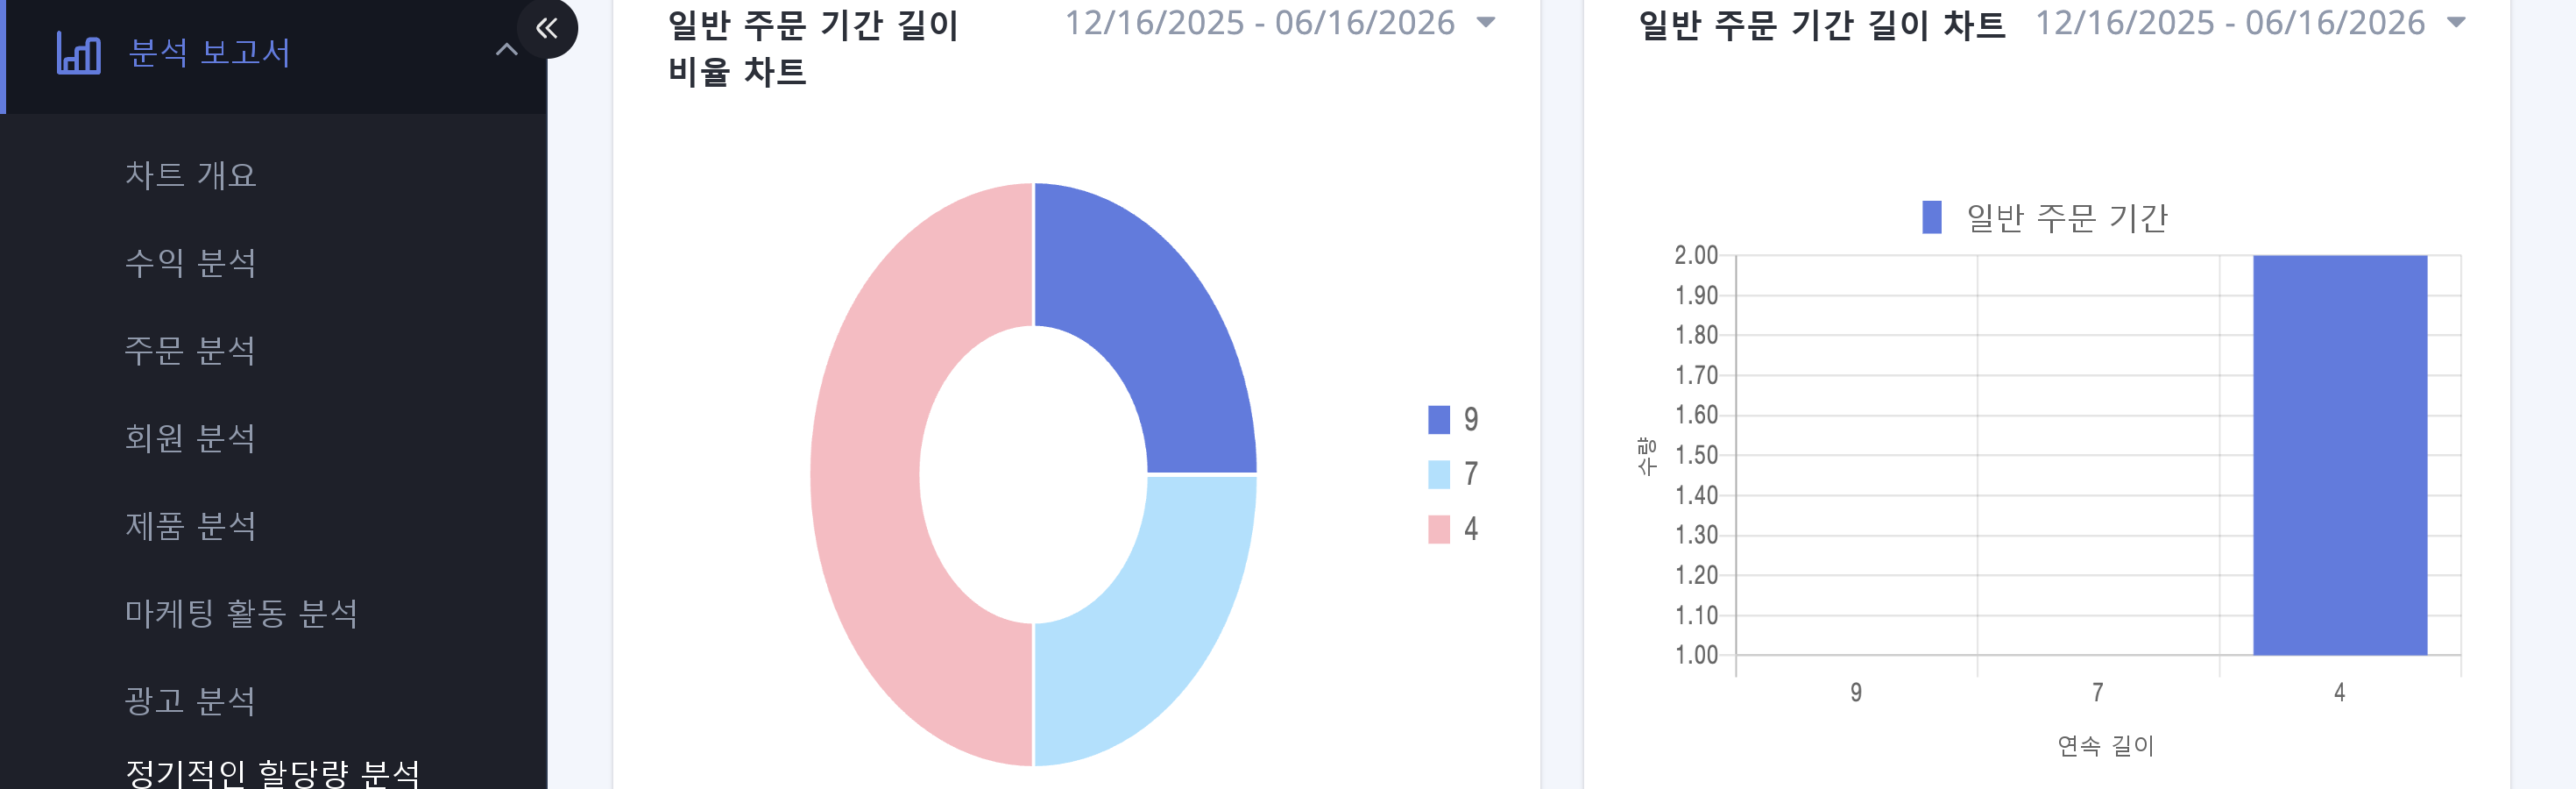 분석 보고서
차트 개요
수익 분석
주문 분석
회원 분석
제품 분석
마케팅 활동 분석
광고 분석
정기적인 할당량 분석
일반 주문 기간 길이
비율 차트
12/16/2025 - 06/16/2026
9
7
4
일반 주문 기간 길이 차트
12/16/2025 - 06/16/2026
일반 주문 기간
2.00
1.90
1.80
1.70
1.60
1.50
1.40
1.30
1.20
1.10
1.00
수량
9
7
4
연속 길이